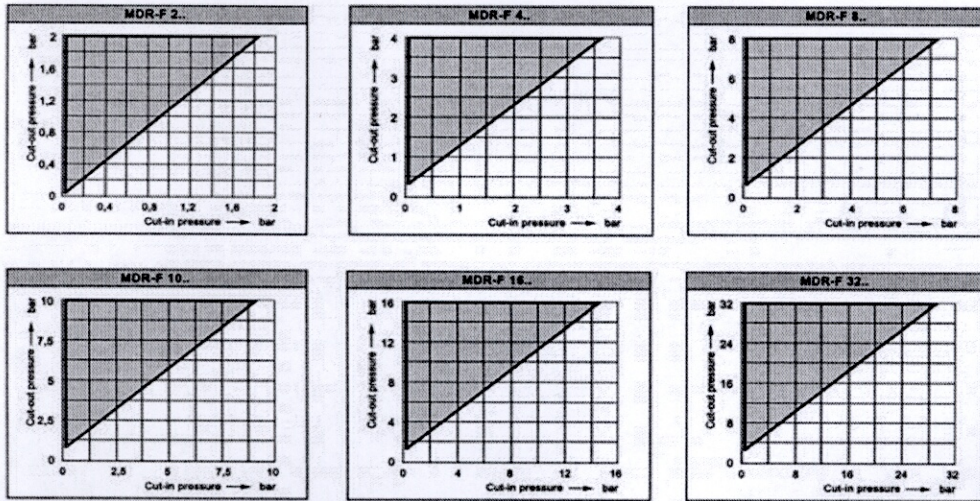 MDR-F 2..
Cut-out pressure → bar
2
1,6
1,2
0,8
0,4
0
0 0,4 0,8 1,2 1,6 2
Cut-in pressure → bar
MDR-F 4..
Cut-out pressure → bar
4
3
2
1
0
0 1 2 3 4
Cut-in pressure → bar
MDR-F 8..
Cut-out pressure → bar
8
6
4
2
0
0 2 4 6 8
Cut-in pressure → bar
MDR-F 10..
Cut-out pressure → bar
10
7,5
5
2,5
0
0 2,5 5 7,5 10
Cut-in pressure → bar
MDR-F 16..
Cut-out pressure → bar
16
12
8
4
0
0 4 8 12 16
Cut-in pressure → bar
MDR-F 32..
Cut-out pressure → bar
32
24
16
8
0
0 8 16 24 32
Cut-in pressure → bar